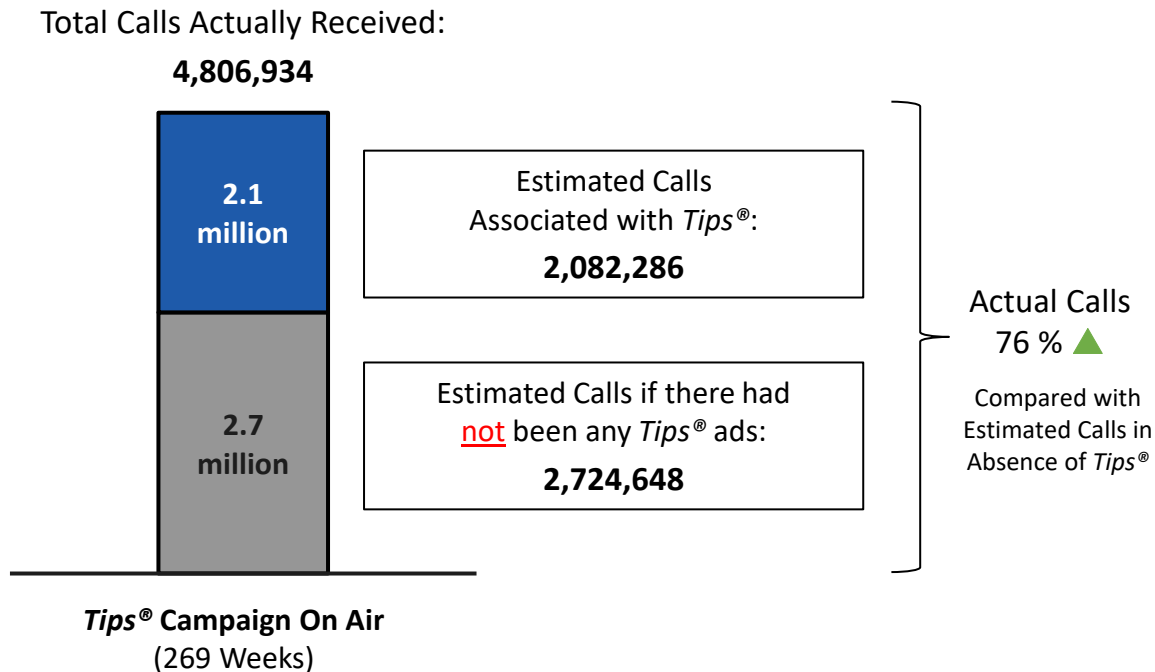 Total Calls Actually Received:
4,806,934
2.1
million
Estimated Calls
Associated with Tips®:
2,082,286
2.7
million
Estimated Calls if there had
not been any Tips® ads:
2,724,648
Actual Calls
76 %
Compared with
Estimated Calls in
Absence of Tips®
Tips® Campaign On Air
(269 Weeks)